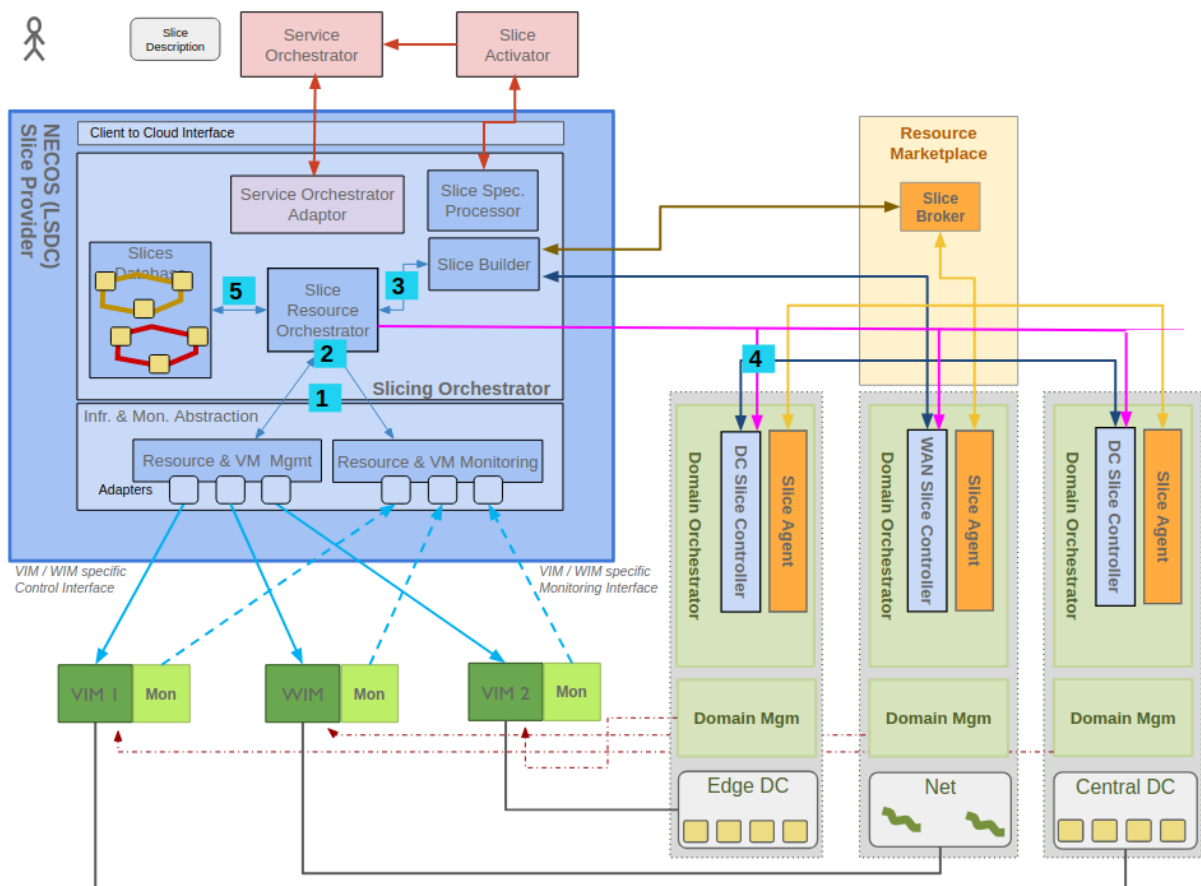 Slice
Description
Service
Orchestrator
Slice
Activator
NECOS (LSDC)
Slice Provider
Client to Cloud Interface
Resource
Marketplace
Service Orchestrator
Adaptor
Slice Spec.
Processor
Slice
Broker
Slices
Database
Slice Builder
5
3
Slice
Resource
Orchestrator
2
4
Slicing Orchestrator
1
Infr. & Mon. Abstraction
Resource & VM Mgmt
Resource & VM Monitoring
Adapters
Domain Orchestrator
DC Slice Controller
Slice Agent
Domain Orchestrator
WAN Slice Controller
Slice Agent
Domain Orchestrator
DC Slice Controller
Slice Agent
VIM / WIM specific
Control Interface
VIM / WIM specific
Monitoring Interface
VIM 1
Mon
WIM
Mon
VIM 2
Mon
Domain Mgm
Domain Mgm
Domain Mgm
Edge DC
Net
Central DC